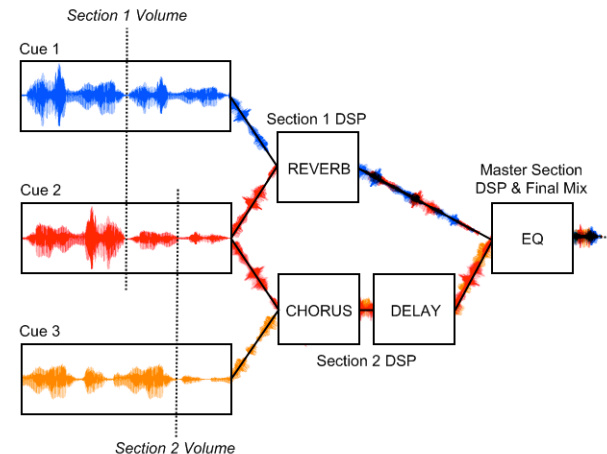 Section 1 Volume
Cue 1
Section 1 DSP
REVERB
Master Section
DSP & Final Mix
Cue 2
EQ
CHORUS
DELAY
Cue 3
Section 2 DSP
Section 2 Volume